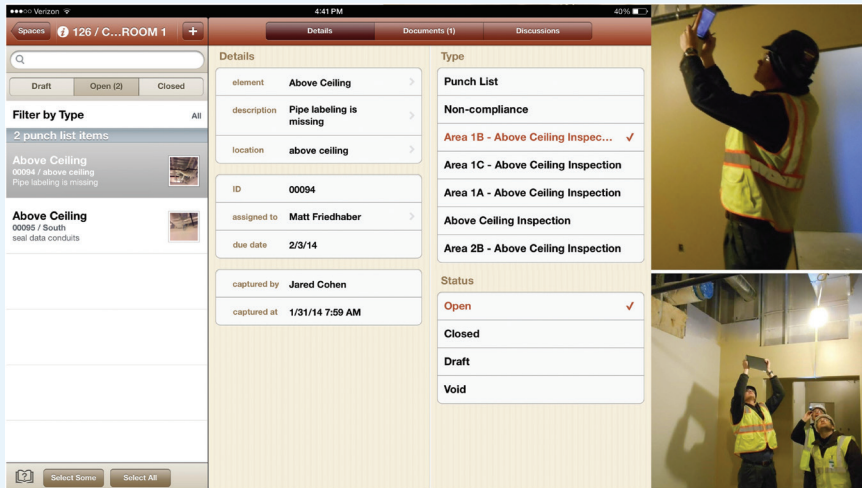 Verizon
4:41 PM
40%
Spaces
126 / C...ROOM 1
+
Details
Documents (1)
Discussions
Draft
Open (2)
Closed
Filter by Type
All
2 punch list items
Above Ceiling
00094 / above ceiling
Pipe labeling is missing
Above Ceiling
00095 / South
seal data conduits
Select Some
Select All
Details
element
Above Ceiling
description
Pipe labeling is
missing
location
above ceiling
ID
00094
assigned to
Matt Friedhaber
due date
2/3/14
captured by
Jared Cohen
captured at
1/31/14 7:59 AM
Type
Punch List
Non-compliance
Area 1B - Above Ceiling Inspec...
Area 1C - Above Ceiling Inspection
Area 1A - Above Ceiling Inspection
Above Ceiling Inspection
Area 2B - Above Ceiling Inspection
Status
Open
Closed
Draft
Void